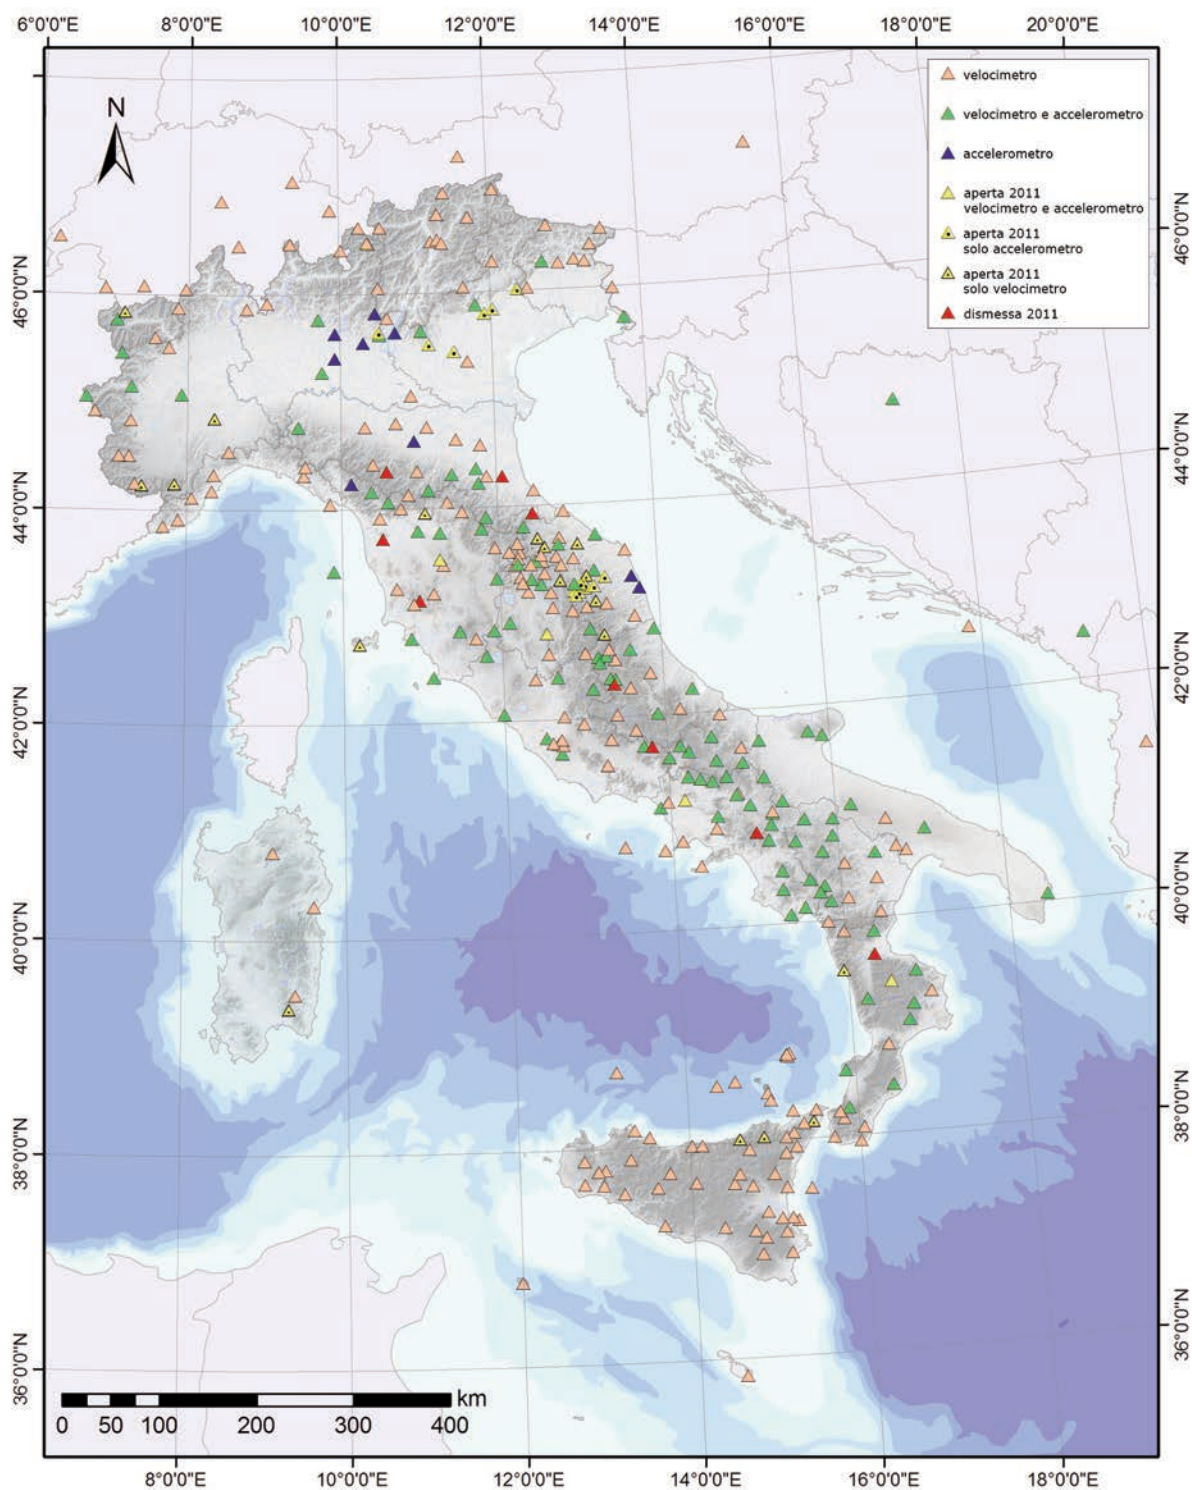 6°0'0"E 8°0'0"E 10°0'0"E 12°0'0"E 14°0'0"E 16°0'0"E 18°0'0"E 20°0'0"E
N
velocimetro
velocimetro e accelerometro
accelerometro
aperta 2011
velocimetro e accelerometro
aperta 2011
solo accelerometro
aperta 2011
solo velocimetro
dismessa 2011
46°0'0"N
44°0'0"N
42°0'0"N
40°0'0"N
38°0'0"N
36°0'0"N
46°0'0"N
44°0'0"N
42°0'0"N
40°0'0"N
38°0'0"N
36°0'0"N
km
0 50 100 200 300 400
8°0'0"E 10°0'0"E 12°0'0"E 14°0'0"E 16°0'0"E 18°0'0"E